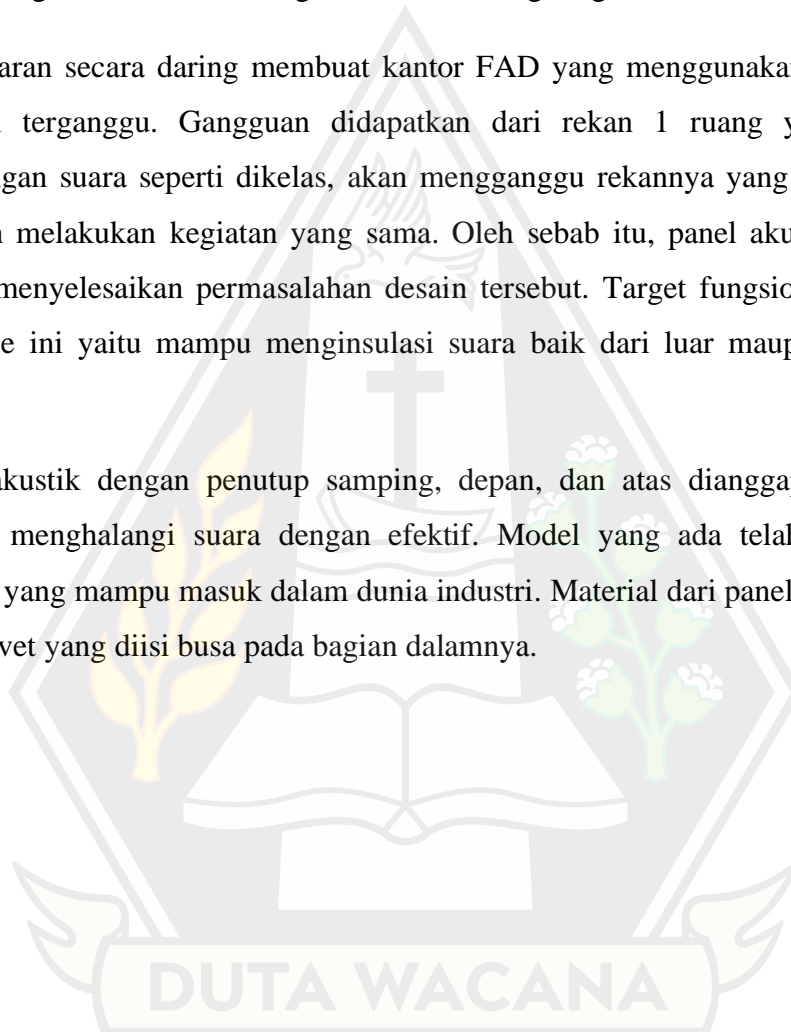 aran secara daring membuat kantor FAD yang menggunakan
terganggu. Gangguan didapatkan dari rekan 1 ruang
gan suara seperti dikelas, akan mengganggu rekannya yang
melakukan kegiatan yang sama. Oleh sebab itu, panel aku
menyelesaikan permasalahan desain tersebut. Target fungsio
e ini yaitu mampu menginsulasi suara baik dari luar maup
akustik dengan penutup samping, depan, dan atas dianggap
menghalangi suara dengan efektif. Model yang ada telah
yang mampu masuk dalam dunia industri. Material dari panel
vet yang diisi busa pada bagian dalamnya.
DUTA WACANA